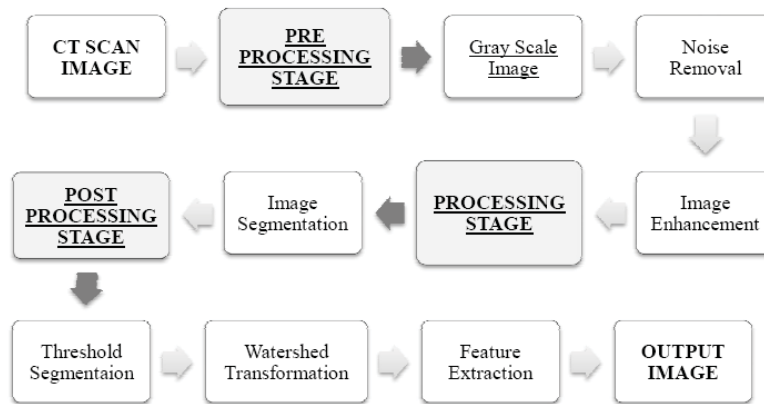 CT SCAN
IMAGE
PRE
PROCESSING
STAGE
Gray Scale
Image
Noise
Removal
Image
Enhancement
PROCESSING
STAGE
Image
Segmentation
POST
PROCESSING
STAGE
Threshold
Segmentaion
Watershed
Transformation
Feature
Extraction
OUTPUT
IMAGE